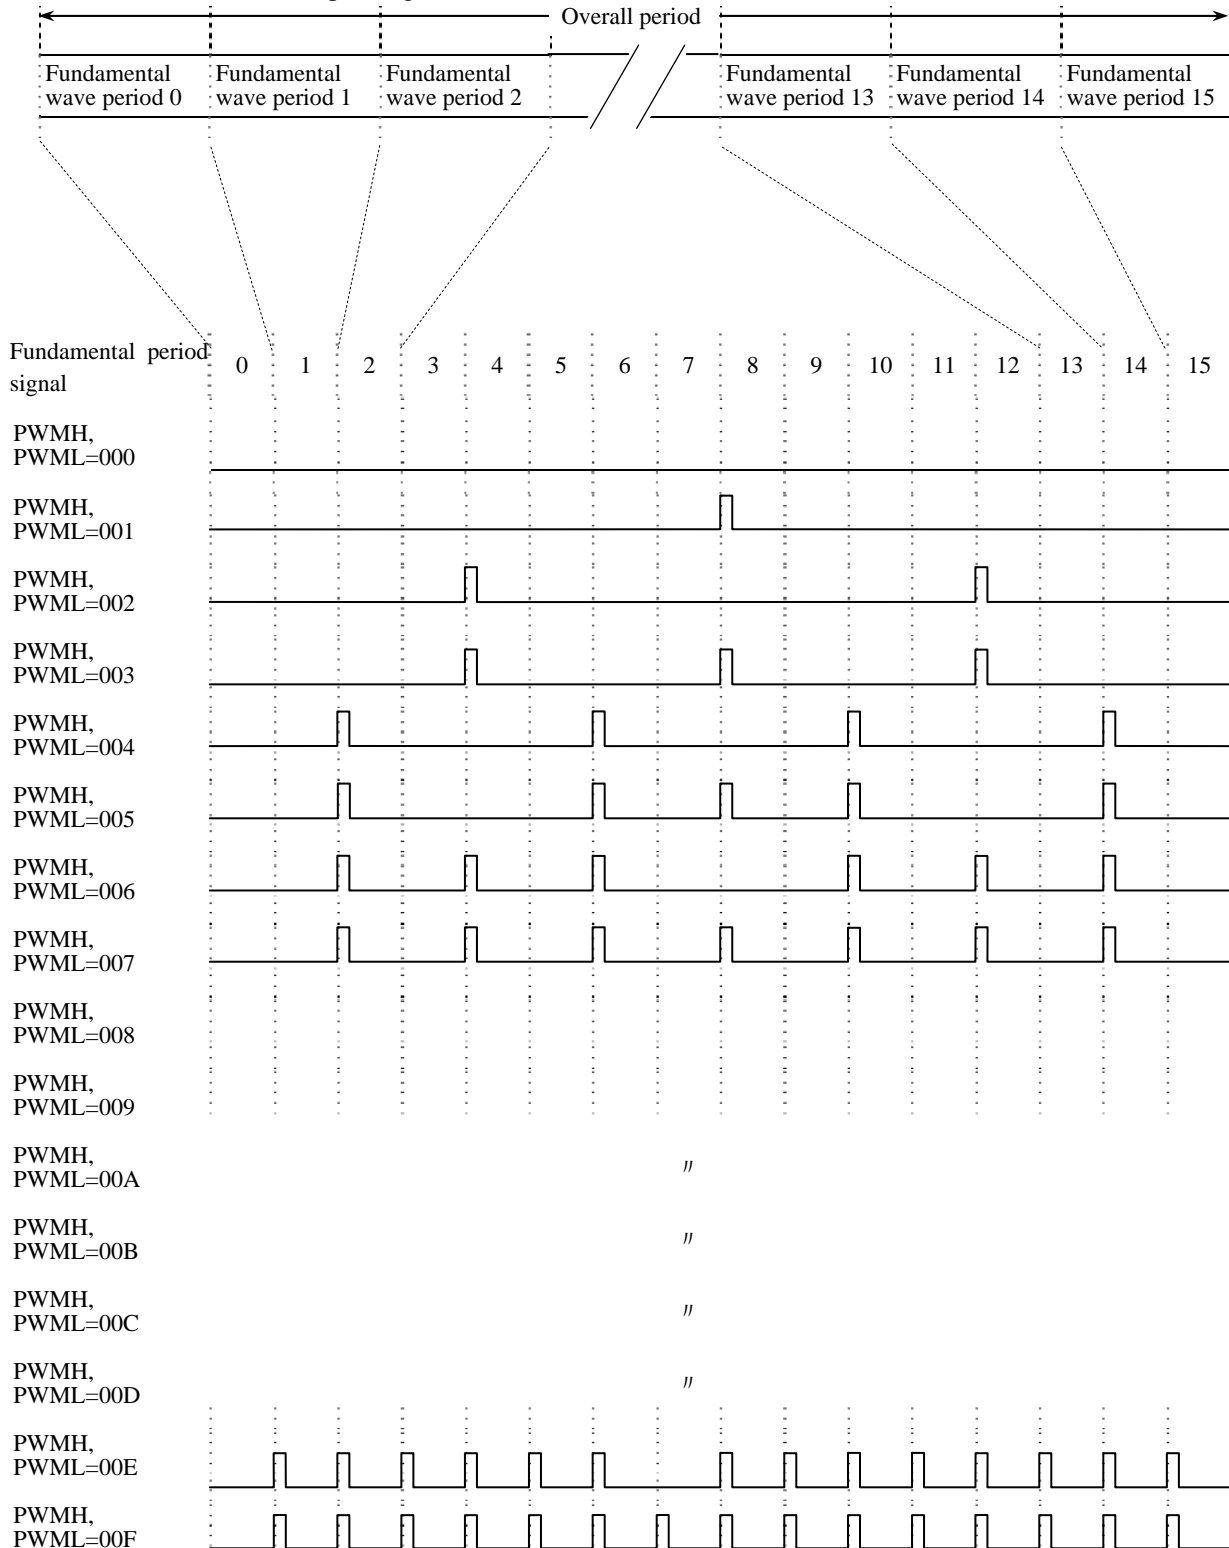 Overall period
Fundamental wave period 0
Fundamental wave period 1
Fundamental wave period 2
Fundamental wave period 13
Fundamental wave period 14
Fundamental wave period 15
Fundamental period signal
0 1 2 3 4 5 6 7 8 9 10 11 12 13 14 15
PWMH,
PWML=000
PWMH,
PWML=001
PWMH,
PWML=002
PWMH,
PWML=003
PWMH,
PWML=004
PWMH,
PWML=005
PWMH,
PWML=006
PWMH,
PWML=007
PWMH,
PWML=008
PWMH,
PWML=009
PWMH,
PWML=00A
〃
PWMH,
PWML=00B
〃
PWMH,
PWML=00C
〃
PWMH,
PWML=00D
〃
PWMH,
PWML=00E
PWMH,
PWML=00F